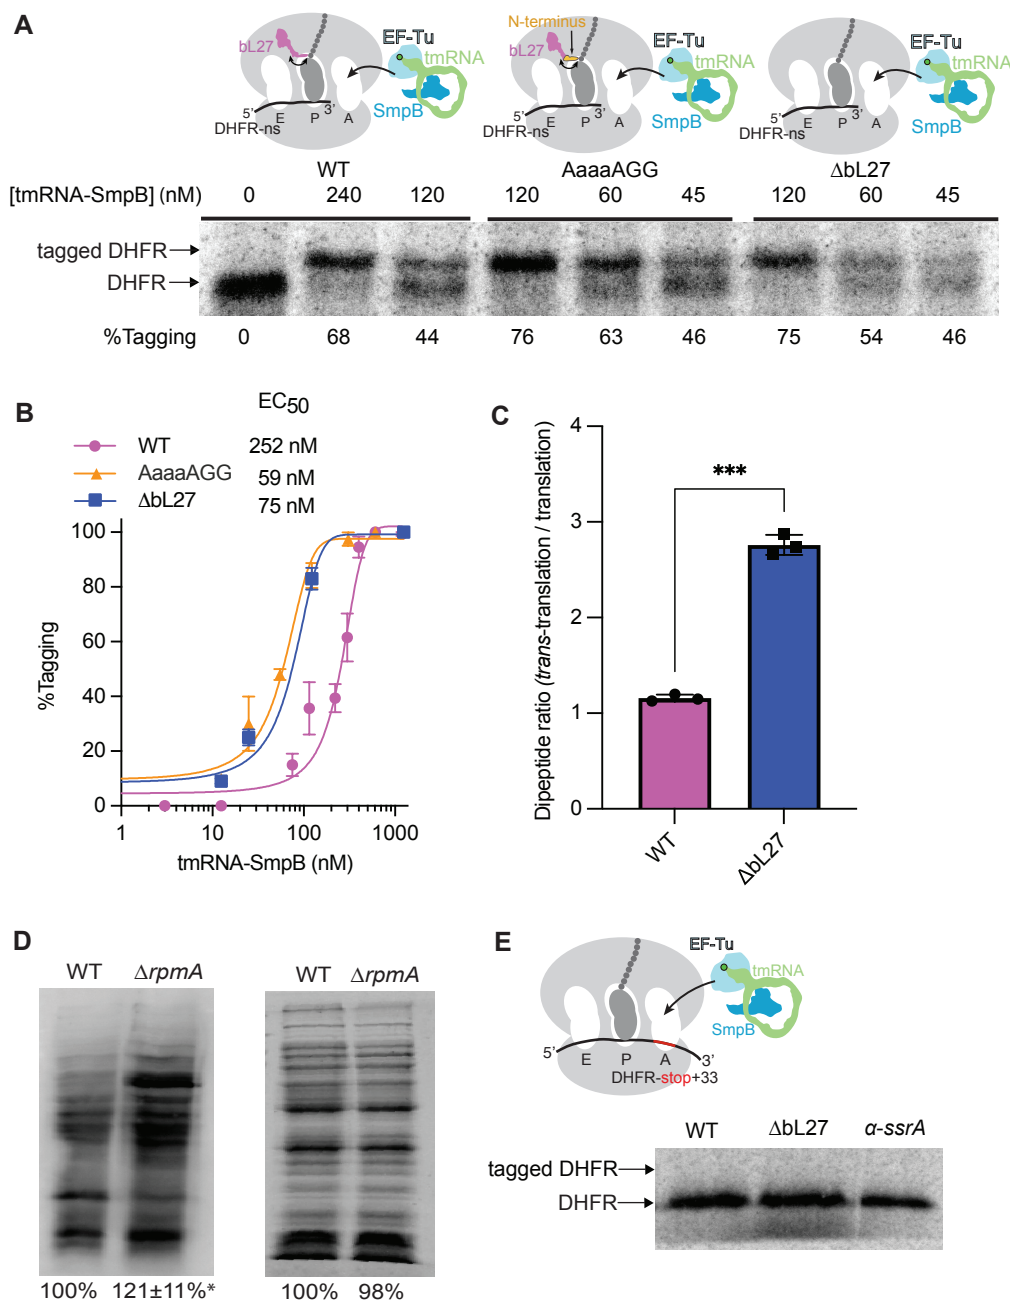 A
N-terminus
bL27 EF-Tu bL27 EF-Tu EF-Tu
tmRNA tmRNA tmRNA
SmpB SmpB SmpB
5' E P 3' A 5' E P 3' A 5' E P 3' A
DHFR-ns DHFR-ns DHFR-ns
WT AaaaAGG ΔbL27
[tmRNA-SmpB] (nM) 0 240 120 120 60 45 120 60 45
tagged DHFR
DHFR
%Tagging 0 68 44 76 63 46 75 54 46
B
EC50
WT 252 nM
AaaaAGG 59 nM
ΔbL27 75 nM
100
80
60
40
20
0
%Tagging
1 10 100 1000
tmRNA-SmpB (nM)
C
Dipeptide ratio (trans-translation / translation)
4
3
2
1
0
***
WT
ΔbL27
D
WT ΔrpmA WT ΔrpmA
100% 121±11%* 100% 98%
E
EF-Tu
tmRNA
SmpB
5' E P A 3'
DHFR-stop+33
WT ΔbL27 α-ssrA
tagged DHFR
DHFR